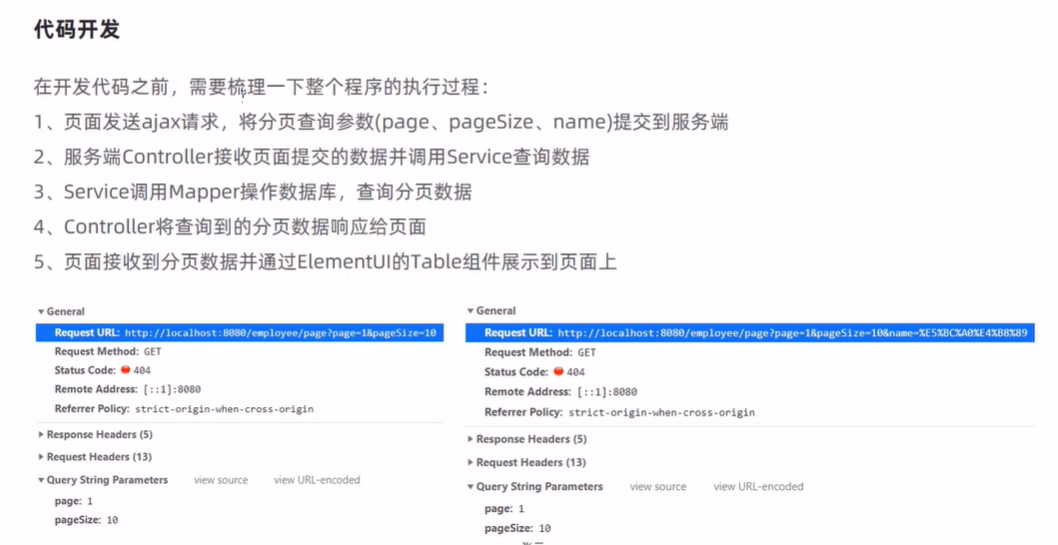 代码开发
在开发代码之前，需要梳理一下整个程序的执行过程：
1、页面发送ajax请求，将分页查询参数(page、pageSize、name)提交到服务端
2、服务端Controller接收页面提交的数据并调用Service查询数据
3、Service调用Mapper操作数据库，查询分页数据
4、Controller将查询到的分页数据响应给页面
5、页面接收到分页数据并通过ElementUI的Table组件展示到页面上
General
Request URL: http://localhost:8080/employee/page?page=1&pageSize=10
Request Method: GET
Status Code: 404
Remote Address: [::1]:8080
Referrer Policy: strict-origin-when-cross-origin
Response Headers (5)
Request Headers (13)
Query String Parameters view source view URL-encoded
page: 1
pageSize: 10
General
Request URL: http://localhost:8080/employee/page?page=1&pageSize=10&name=%E5%BC%A0%E4%B8%89
Request Method: GET
Status Code: 404
Remote Address: [::1]:8080
Referrer Policy: strict-origin-when-cross-origin
Response Headers (5)
Request Headers (13)
Query String Parameters view source view URL-encoded
page: 1
pageSize: 10